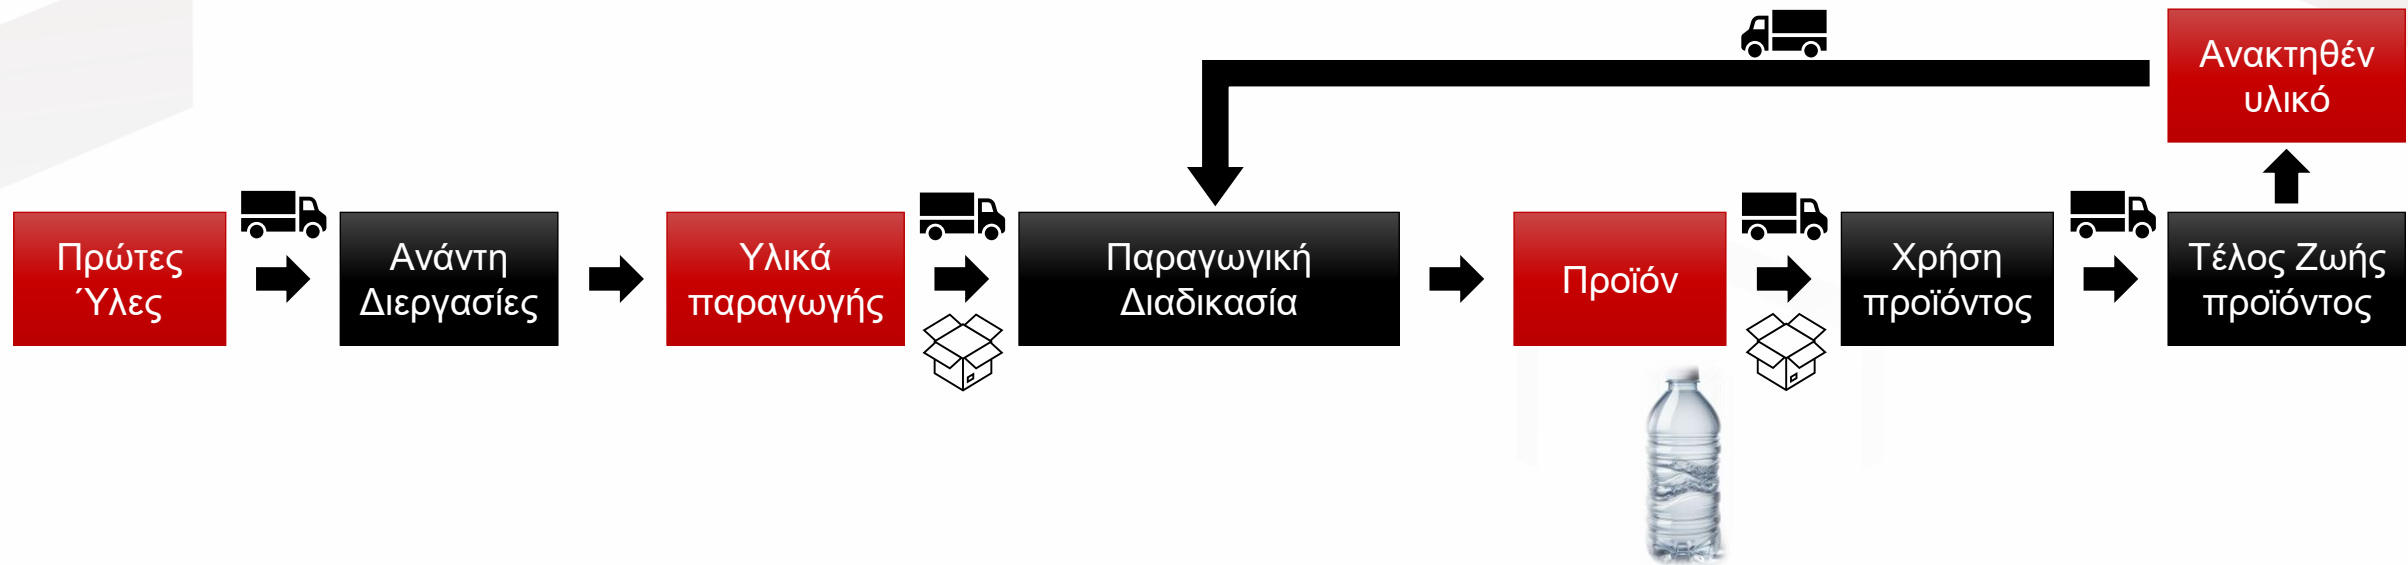 Ανακτηθέν
υλικό
Πρώτες
Ύλες
Ανάντη
Διεργασίες
Υλικά
παραγωγής
Παραγωγική
Διαδικασία
Προϊόν
Χρήση
προϊόντος
Τέλος Ζωής
προϊόντος